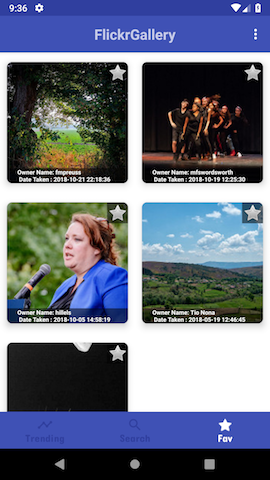 9:36
FlickrGallery
Owner Name: fmpreuss
Date Taken : 2018-10-21 22:18:36
Owner Name: mfswordsworth
Date Taken : 2018-10-19 12:25:30
Owner Name: hillels
Date Taken : 2018-10-05 14:58:19
Owner Name: Tio Nona
Date Taken : 2018-05-19 12:46:45
Trending
Search
Fav